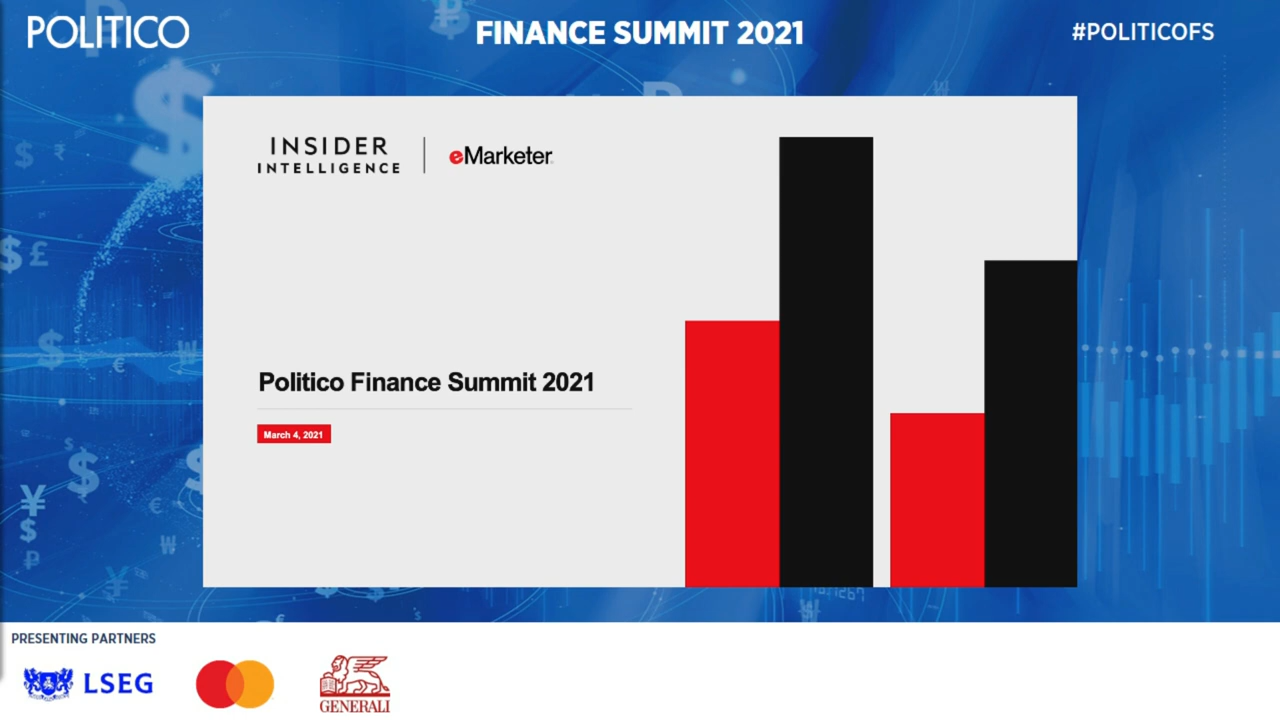 POLITICO
FINANCE SUMMIT 2021
#POLITICOFS
INSIDER
INTELLIGENCE
eMarketer
Politico Finance Summit 2021
March 4, 2021
PRESENTING PARTNERS
LSEG
GENERALI